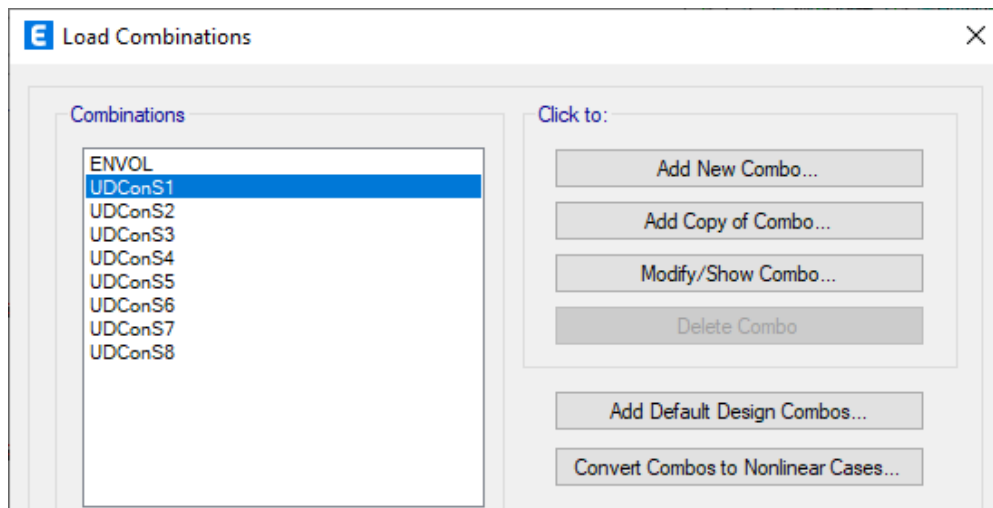 Load Combinations
Combinations
ENVOL
UDConS1
UDConS2
UDConS3
UDConS4
UDConS5
UDConS6
UDConS7
UDConS8
Click to:
Add New Combo...
Add Copy of Combo...
Modify/Show Combo...
Delete Combo
Add Default Design Combos...
Convert Combos to Nonlinear Cases...